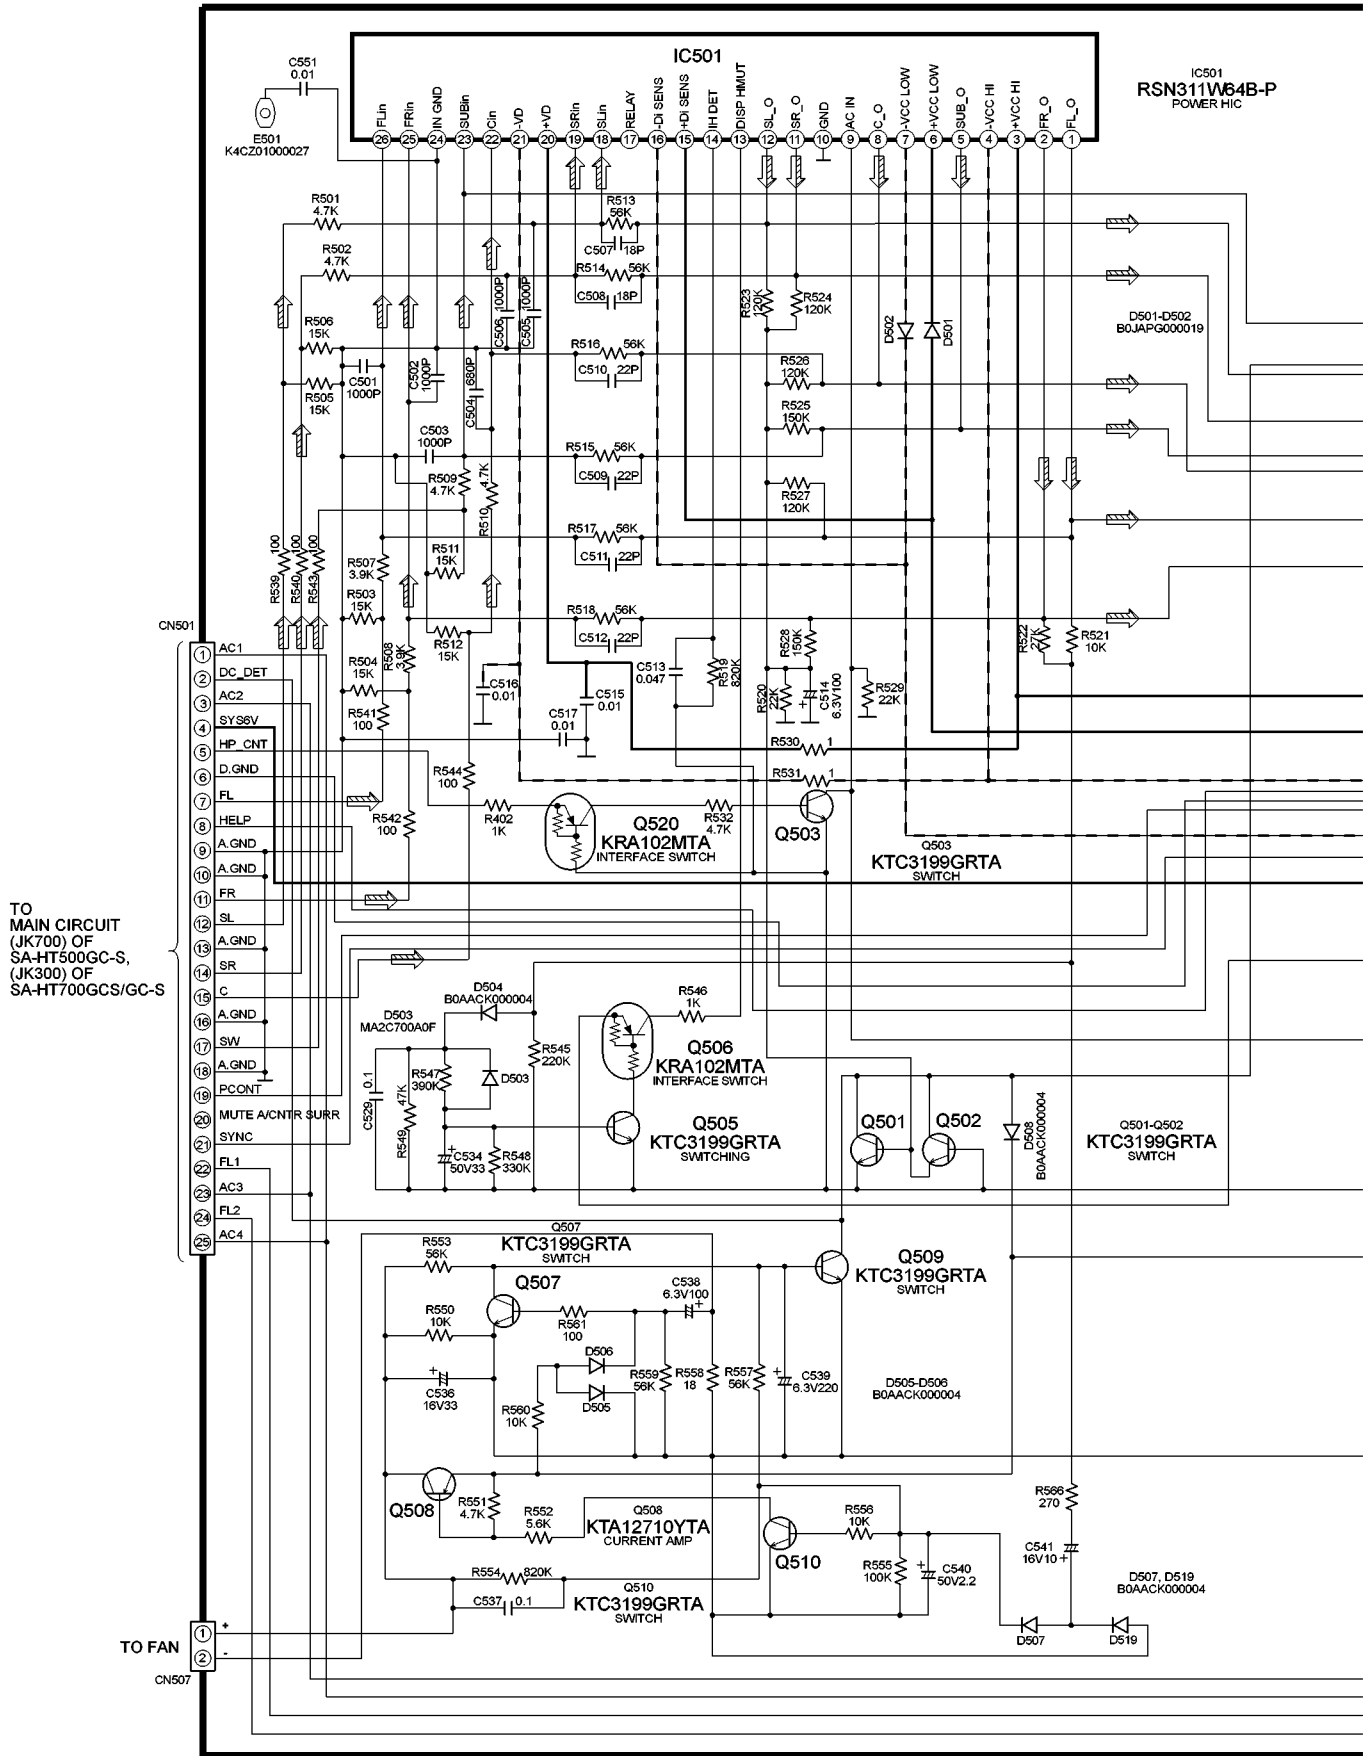 IC501
IC501
RSN311W64B-P
POWER HIC
C551
0.01
E501
K4CZ01000027
FLin
FRin
IN GND
SUBin
Cin
-VD
+VD
SRin
SLin
RELAY
-Di SENS
+Di SENS
IH DET
DISP HMUT
SL_O
SR_O
GND
AC IN
C_O
-VCC LOW
+VCC LOW
SUB_O
-VCC HI
+VCC HI
FR_O
FL_O
26 25 24 23 22 21 20 19 18 17 16 15 14 13 12 11 10 9 8 7 6 5 4 3 2 1
R501
4.7K
R513
56K
C507 18P
R502
4.7K
R514 56K
C508 18P
C506 1000P
C505 1000P
R523
120K
R524
120K
D502
D501
D501-D502
B0JAPG000019
R506
15K
C501
1000P
C502
1000P
680P
C504
R516 56K
C510 22P
R526
120K
R505
15K
R525
150K
C503
1000P
R515 56K
C509 22P
R509
4.7K
4.7K
R510
R527
120K
R539 100
R540 100
R543 100
R507
3.9K
R511
15K
R517 56K
C511 22P
R503
15K
R518 56K
C512 22P
R512
15K
R508
3.9K
R504
15K
R528
150K
R522
27K
R521
10K
C513
0.047
R519
820K
C516
0.01
C515
0.01
R520
22K
C514
6.3V100
+
R529
22K
R541
100
C517
0.01
R530 1
R531 1
R544
100
R542
100
R402
1K
Q520
KRA102MTA
INTERFACE SWITCH
R532
4.7K
Q503
Q503
KTC3199GRTA
SWITCH
CN501
1 AC1
2 DC_DET
3 AC2
4 SYS6V
5 HP_CNT
6 D.GND
7 FL
8 HELP
9 A.GND
10 A.GND
11 FR
12 SL
13 A.GND
14 SR
15 C
16 A.GND
17 SW
18 A.GND
19 PCONT
20 MUTE A/CNTR SURR
21 SYNC
22 FL1
23 AC3
24 FL2
25 AC4
TO
MAIN CIRCUIT
(JK700) OF
SA-HT500GC-S,
(JK300) OF
SA-HT700GCS/GC-S
D504
B0AACK000004
D503
MA2C700A0F
R546
1K
Q506
KRA102MTA
INTERFACE SWITCH
R545
220K
C529 0.1
R549 47K
R547
390K
D503
Q505
KTC3199GRTA
SWITCHING
+
C534
50V33
R548
330K
Q501
Q502
D508
B0AACK000004
Q501-Q502
KTC3199GRTA
SWITCH
Q507
KTC3199GRTA
SWITCH
R553
56K
Q507
Q509
KTC3199GRTA
SWITCH
C538
6.3V100
+
R550
10K
R561
100
D506
D505
R559
56K
R558
18
R557
56K
+
C539
6.3V220
D505-D506
B0AACK000004
+
C536
16V33
R560
10K
Q508
R551
4.7K
R552
5.6K
Q508
KTA12710YTA
CURRENT AMP
Q510
R556
10K
R566
270
C541
16V10 +
R555
100K
+
C540
50V2.2
R554 820K
C537 0.1
Q510
KTC3199GRTA
SWITCH
D507, D519
B0AACK000004
D507
D519
TO FAN
1 +
2 -
CN507